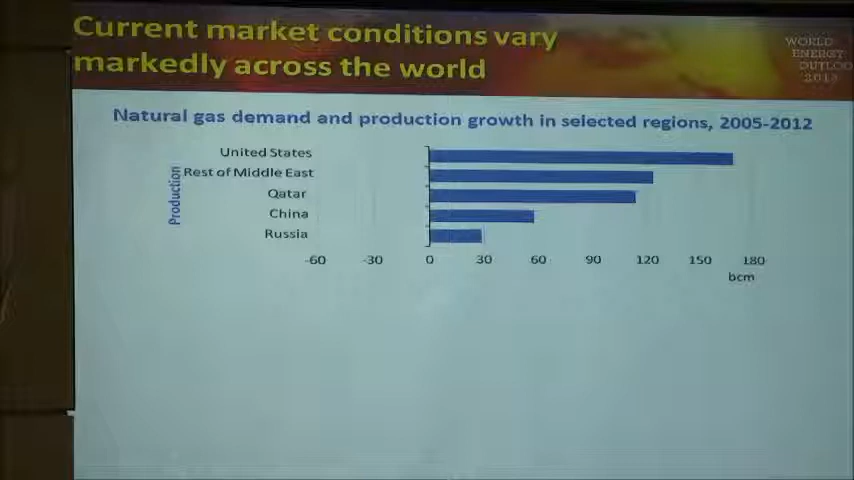 Current market conditions vary
markedly across the world
WORLD
ENERGY
OUTLOO
2013
Natural gas demand and production growth in selected regions, 2005-2012
Production
United States
Rest of Middle East
Qatar
China
Russia
-60 -30 0 30 60 90 120 150 180
bcm